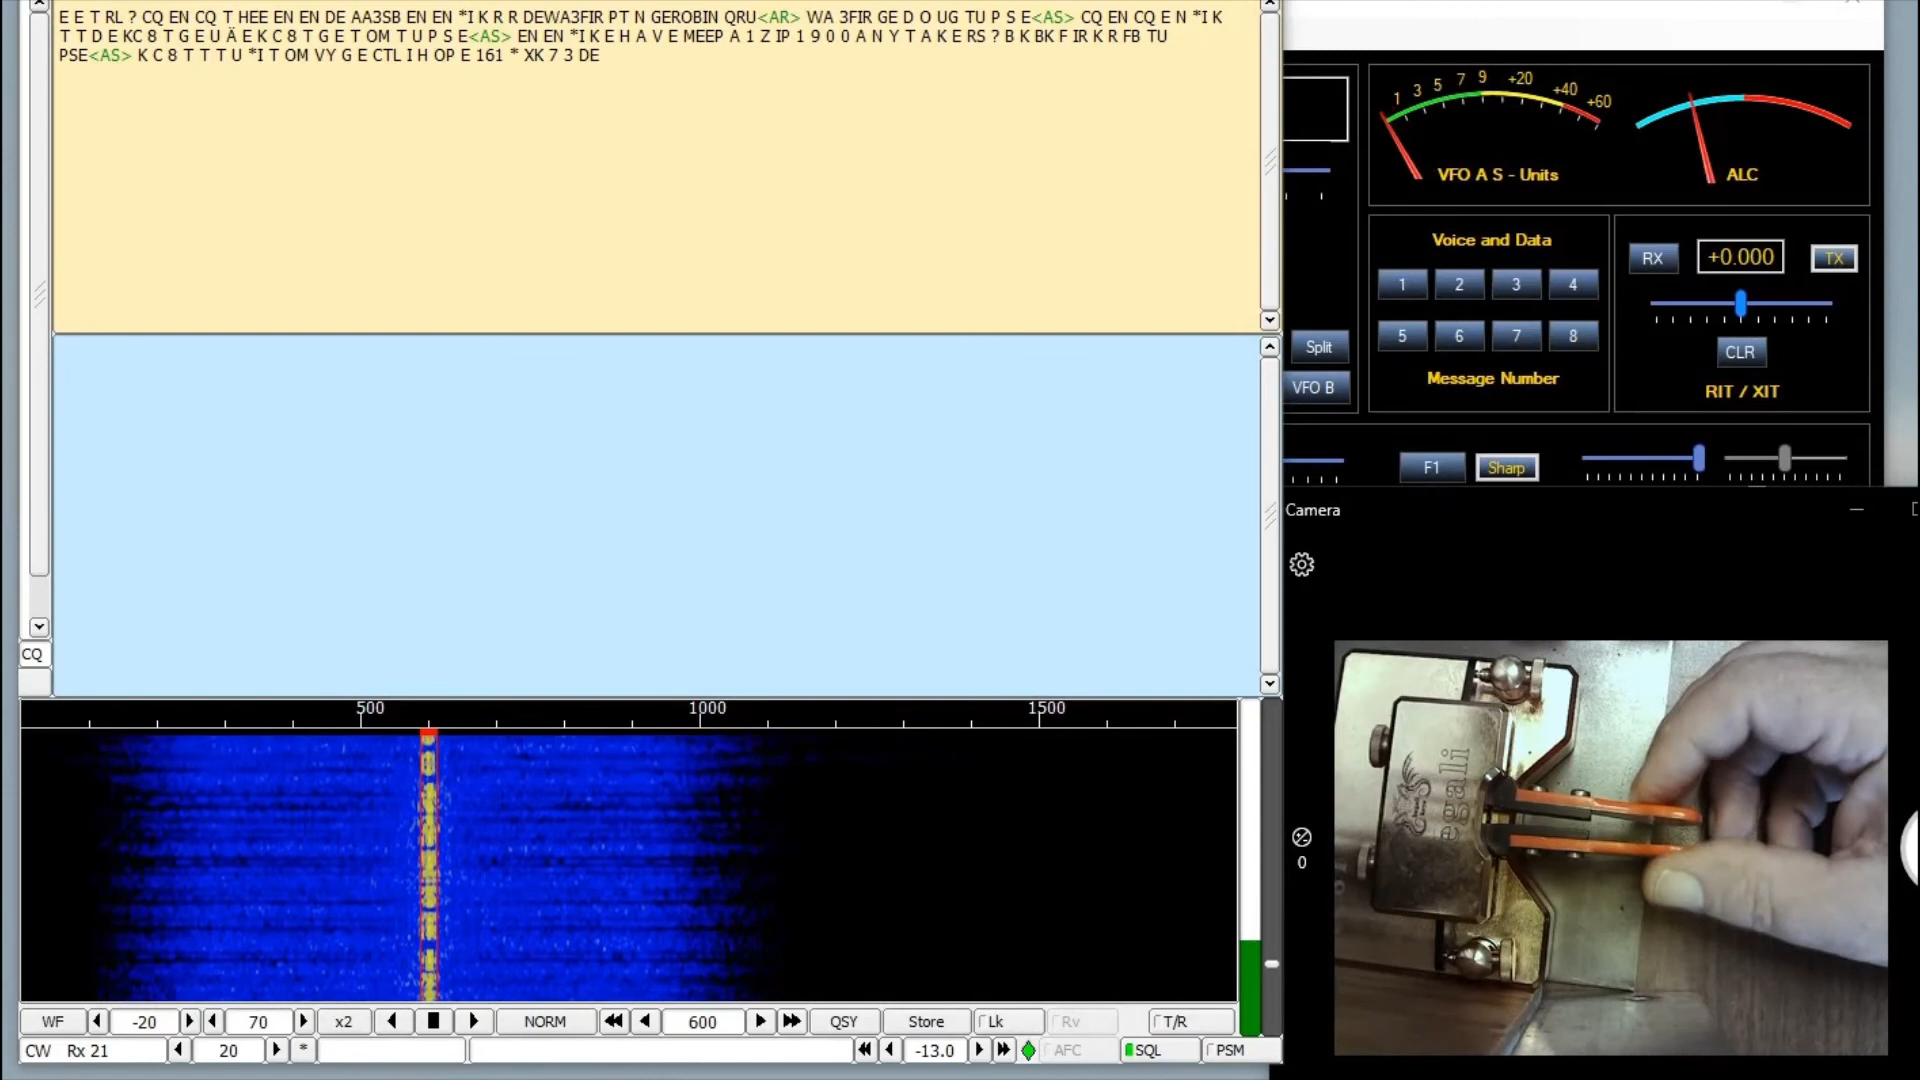 E E T RL ? CQ EN CQ T HEE EN EN DE AA3SB EN EN *I K R R DEWA3FIR PT N GEROBIN QRU<AR> WA 3FIR GE D O UG TU P S E<AS> CQ EN CQ E N *I K
T T D E KC 8 T G E U Ä E K C 8 T G E T OM T U P S E<AS> EN EN *I K E H A V E MEEP A 1 Z IP 1 9 0 0 A N Y T A K E RS ? B K BK F IR K R FB TU
PSE<AS> K C 8 T T T U *I T OM VY G E CTL I H OP E 161 * XK 7 3 DE
1 3 5 7 9 +20 +40 +60
VFO A S - Units
ALC
Voice and Data
1 2 3 4
5 6 7 8
Message Number
RX +0.000 TX
CLR
RIT / XIT
Split
VFO B
F1 Sharp
Camera
0
egali
CQ
500 1000 1500
WF -20 70 x2 NORM 600 QSY Store Lk Rv T/R
CW Rx 21 20 * -13.0 AFC SQL PSM